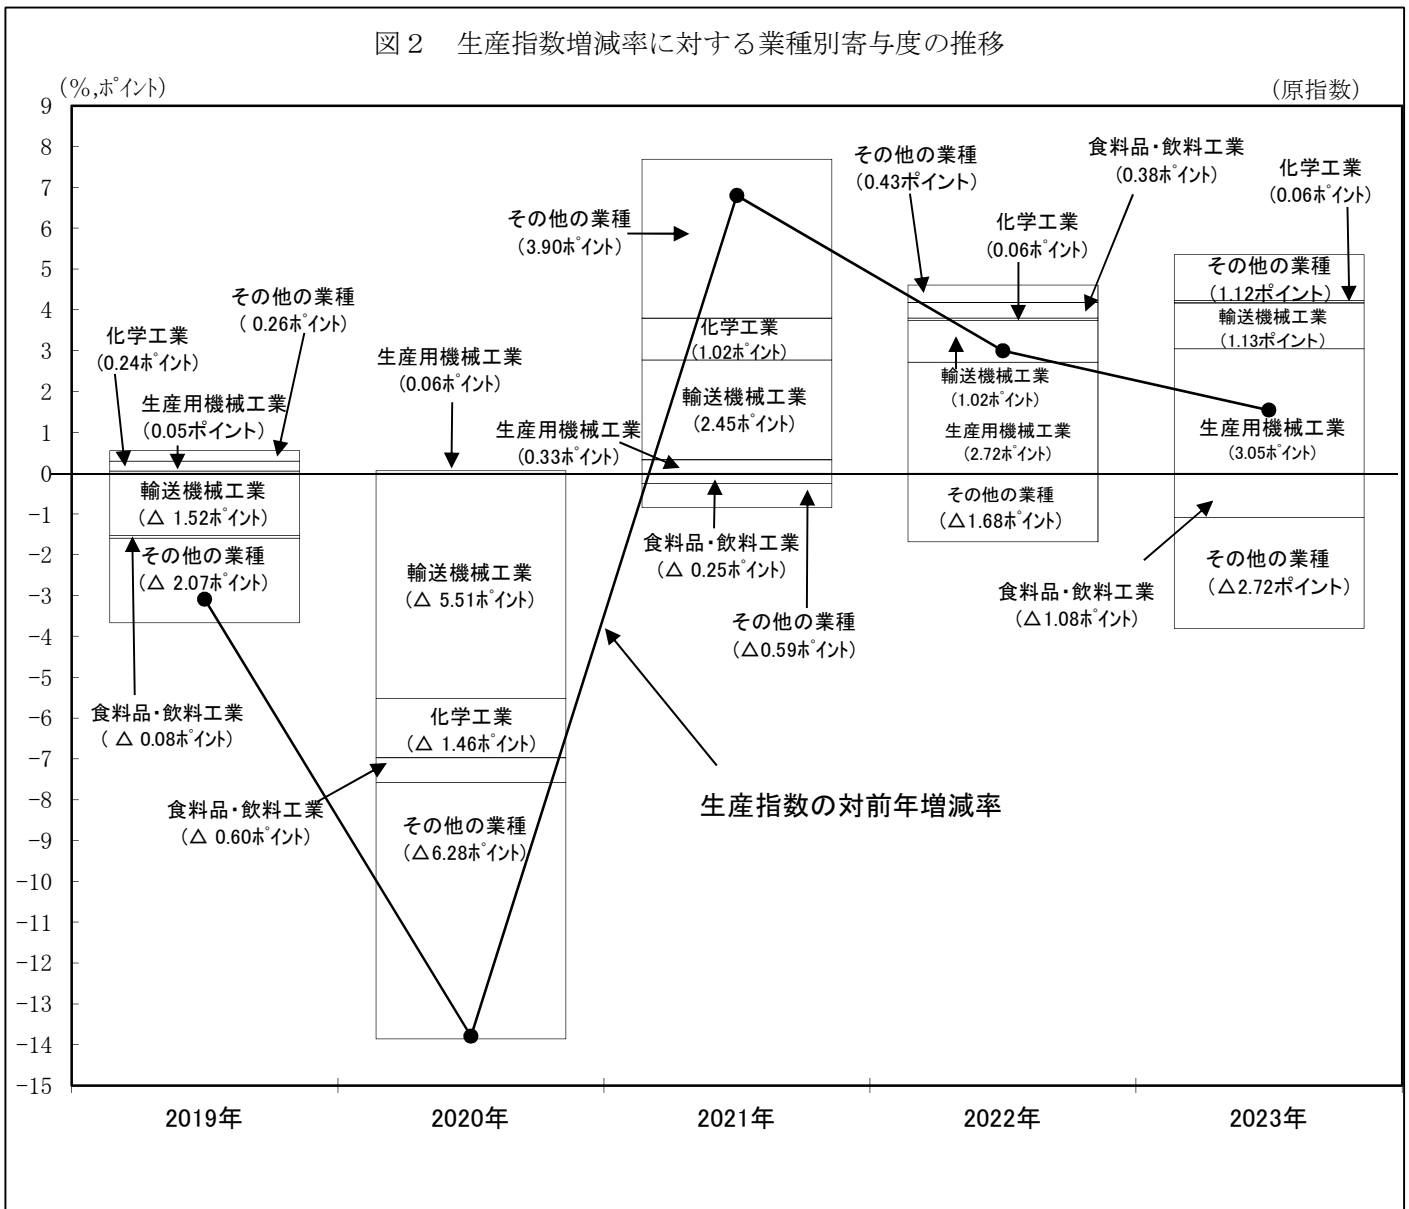 図２　生産指数増減率に対する業種別寄与度の推移
（%,ポイント）
（原指数）
9
8
7
6
5
4
3
2
1
0
−1
−2
−3
−4
−5
−6
−7
−8
−9
−10
−11
−12
−13
−14
−15
その他の業種
（ 0.26ポイント）
化学工業
（0.24ポイント）
生産用機械工業
（0.05ポイント）
輸送機械工業
（△ 1.52ポイント）
その他の業種
（△ 2.07ポイント）
食料品・飲料工業
（ △ 0.08ポイント）
生産用機械工業
（0.06ポイント）
輸送機械工業
（△ 5.51ポイント）
化学工業
（△ 1.46ポイント）
食料品・飲料工業
（△ 0.60ポイント）
その他の業種
（△6.28ポイント）
その他の業種
（3.90ポイント）
化学工業
（1.02ポイント）
輸送機械工業
（2.45ポイント）
生産用機械工業
（0.33ポイント）
食料品・飲料工業
（△ 0.25ポイント）
その他の業種
（△0.59ポイント）
生産指数の対前年増減率
その他の業種
（0.43ポイント）
食料品・飲料工業
（0.38ポイント）
化学工業
（0.06ポイント）
輸送機械工業
（1.02ポイント）
生産用機械工業
（2.72ポイント）
その他の業種
（△1.68ポイント）
化学工業
（0.06ポイント）
その他の業種
（1.12ポイント）
輸送機械工業
（1.13ポイント）
生産用機械工業
（3.05ポイント）
食料品・飲料工業
（△1.08ポイント）
その他の業種
（△2.72ポイント）
2019年
2020年
2021年
2022年
2023年